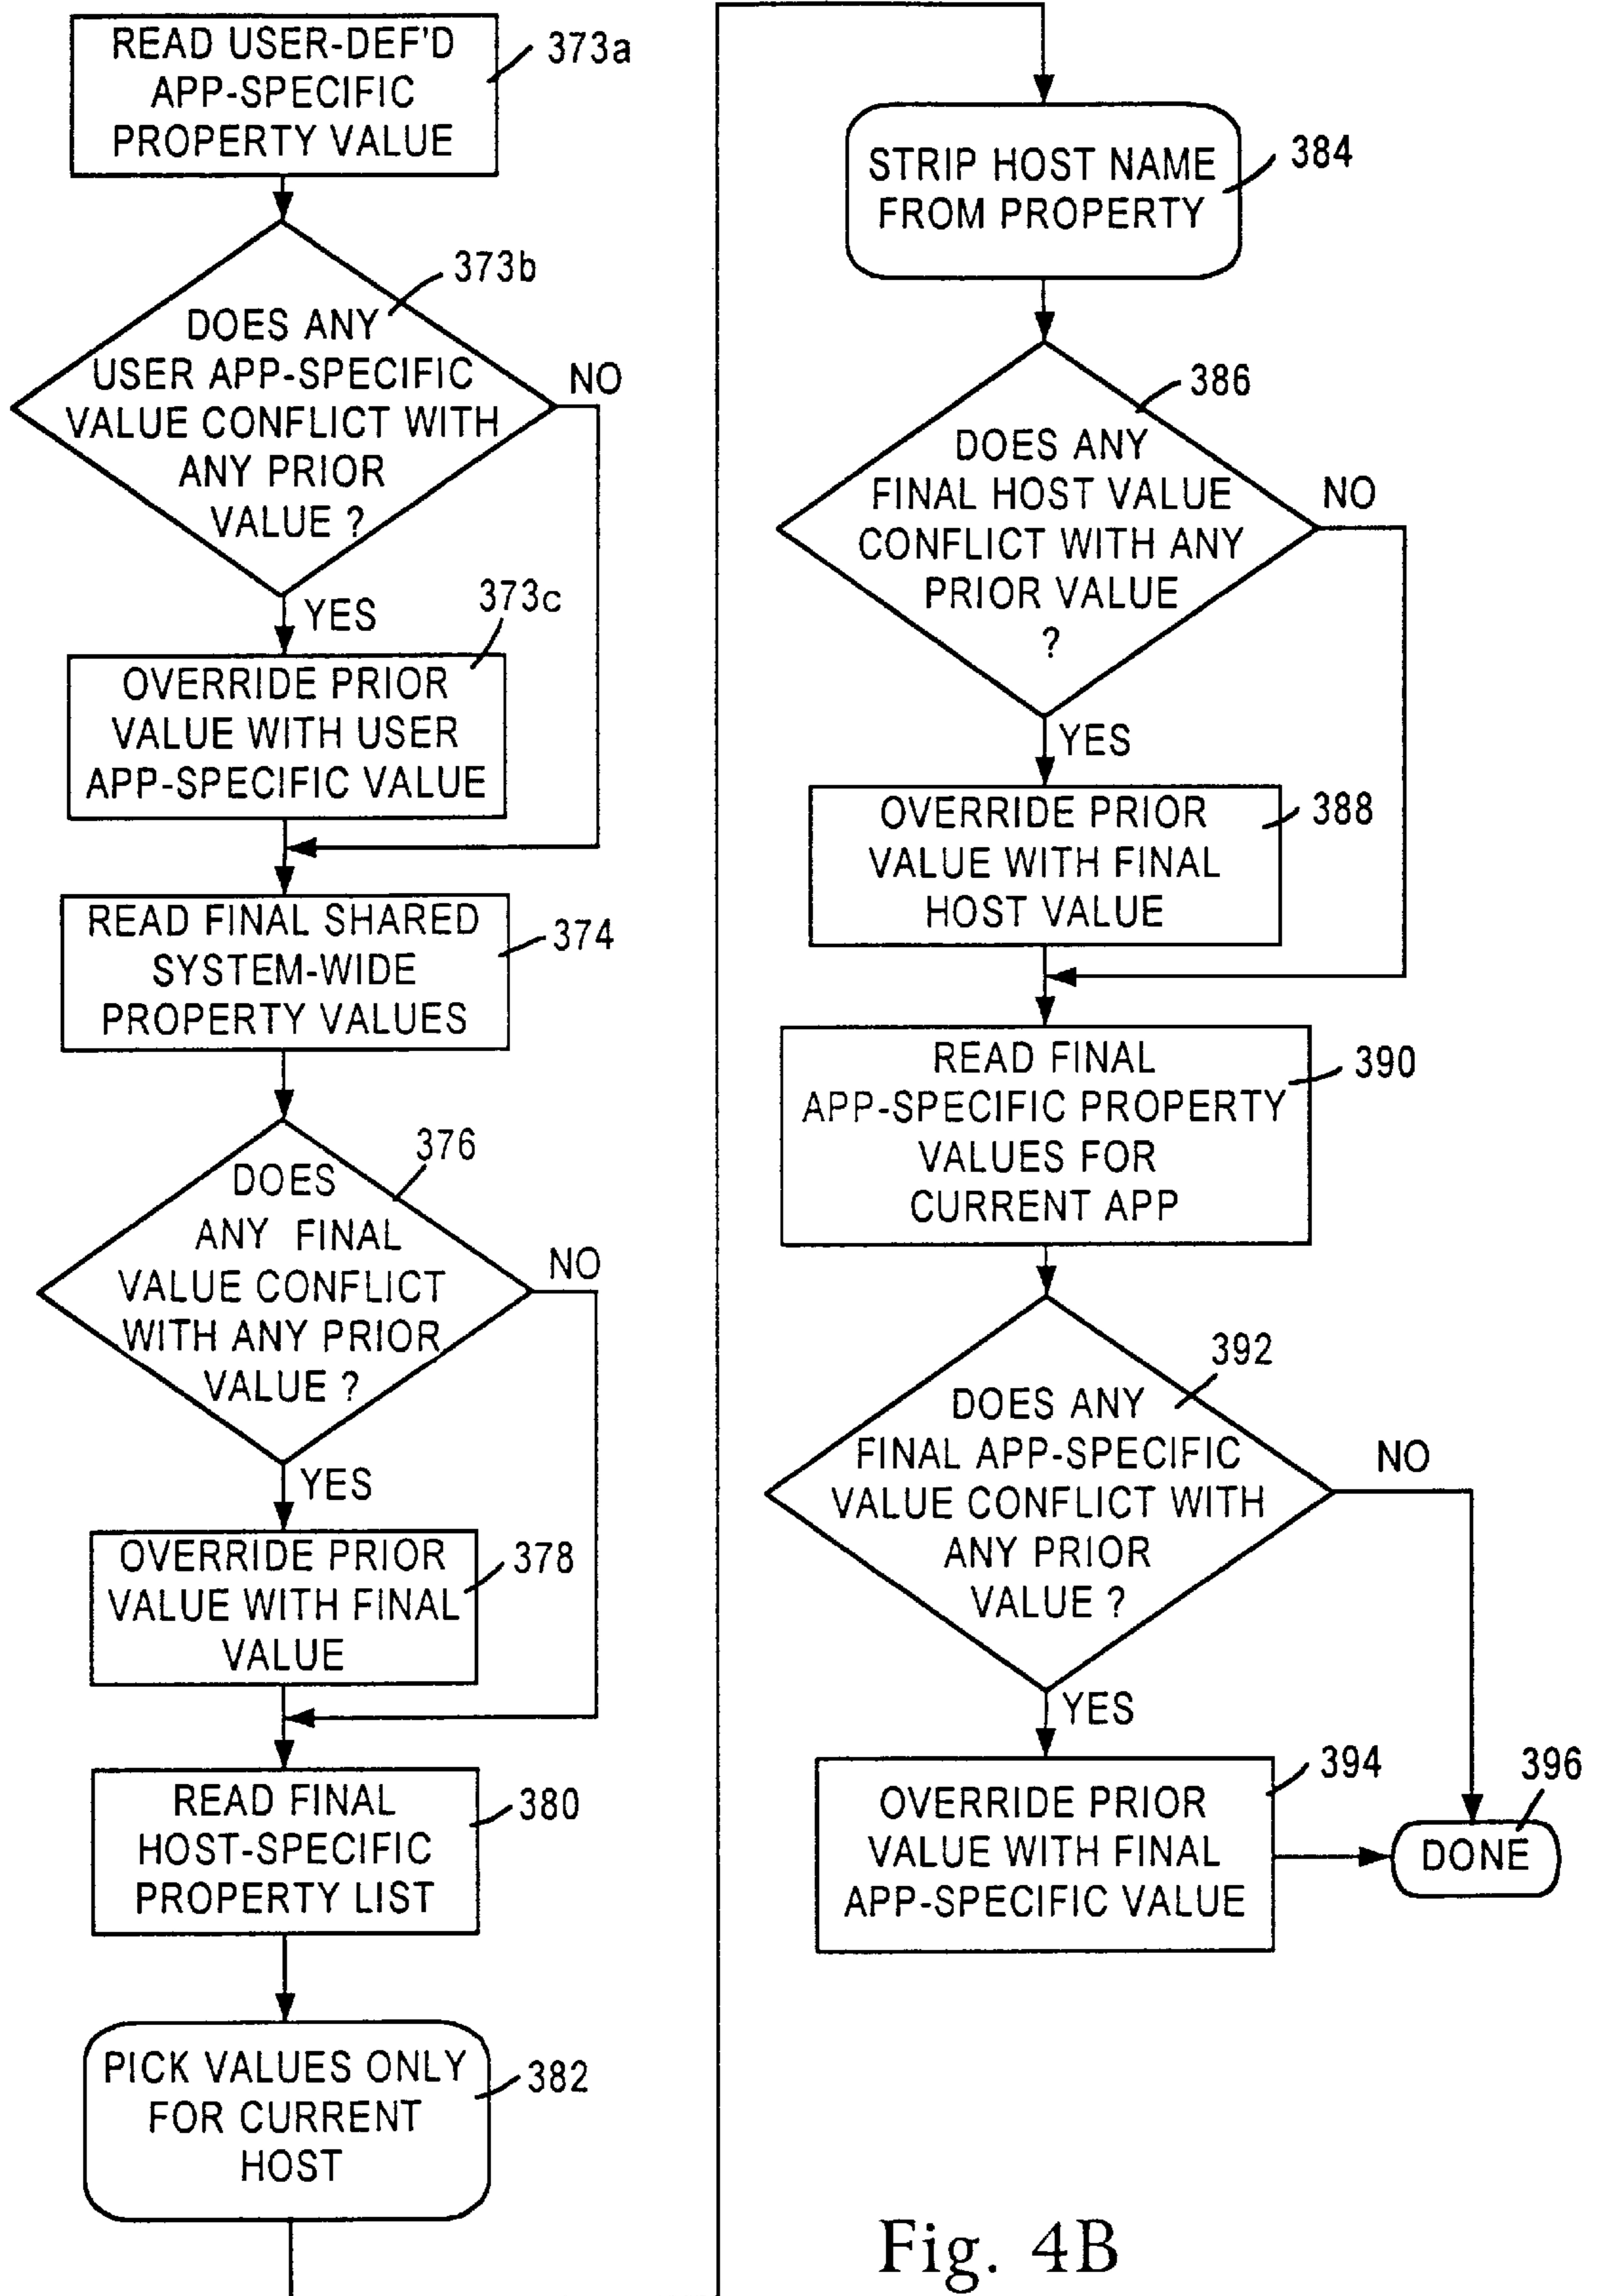 READ USER-DEF'D
APP-SPECIFIC
PROPERTY VALUE
373a
373b
DOES ANY
USER APP-SPECIFIC
VALUE CONFLICT WITH
ANY PRIOR
VALUE ?
NO
YES
373c
OVERRIDE PRIOR
VALUE WITH USER
APP-SPECIFIC VALUE
READ FINAL SHARED
SYSTEM-WIDE
PROPERTY VALUES
374
376
DOES
ANY FINAL
VALUE CONFLICT
WITH ANY PRIOR
VALUE ?
NO
YES
OVERRIDE PRIOR
VALUE WITH FINAL
VALUE
378
READ FINAL
HOST-SPECIFIC
PROPERTY LIST
380
PICK VALUES ONLY
FOR CURRENT
HOST
382
STRIP HOST NAME
FROM PROPERTY
384
386
DOES ANY
FINAL HOST VALUE
CONFLICT WITH ANY
PRIOR VALUE
?
NO
YES
OVERRIDE PRIOR
VALUE WITH FINAL
HOST VALUE
388
READ FINAL
APP-SPECIFIC PROPERTY
VALUES FOR
CURRENT APP
390
392
DOES ANY
FINAL APP-SPECIFIC
VALUE CONFLICT WITH
ANY PRIOR
VALUE ?
NO
YES
OVERRIDE PRIOR
VALUE WITH FINAL
APP-SPECIFIC VALUE
394
396
DONE
Fig. 4B